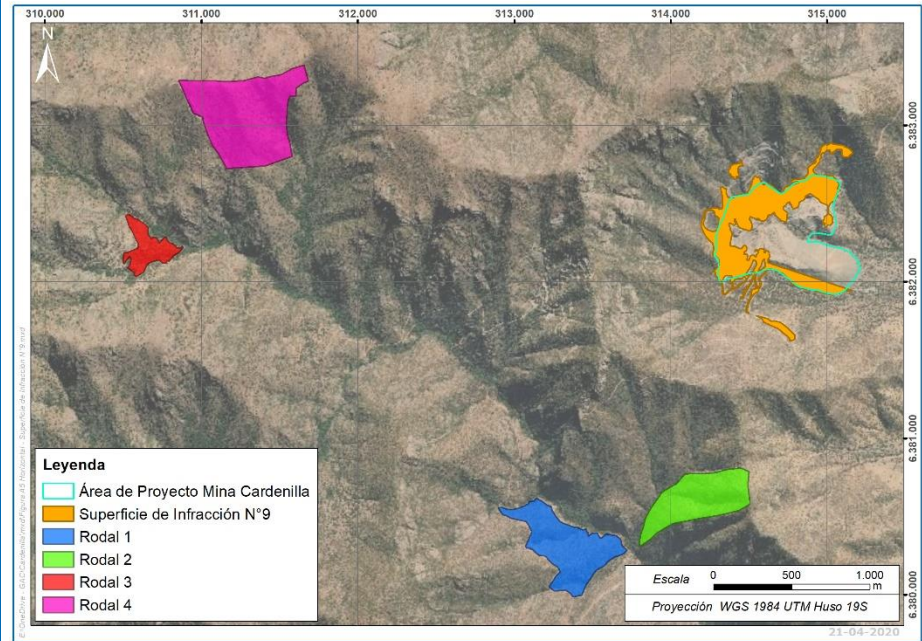 310.000 311.000 312.000 313.000 314.000 315.000
N
6.383.000
6.382.000
6.381.000
6.380.000
Leyenda
Área de Proyecto Mina Cardenilla
Superficie de Infracción N°9
Rodal 1
Rodal 2
Rodal 3
Rodal 4
Escala 0 500 1.000
m
Proyección WGS 1984 UTM Huso 19S
21-04-2020